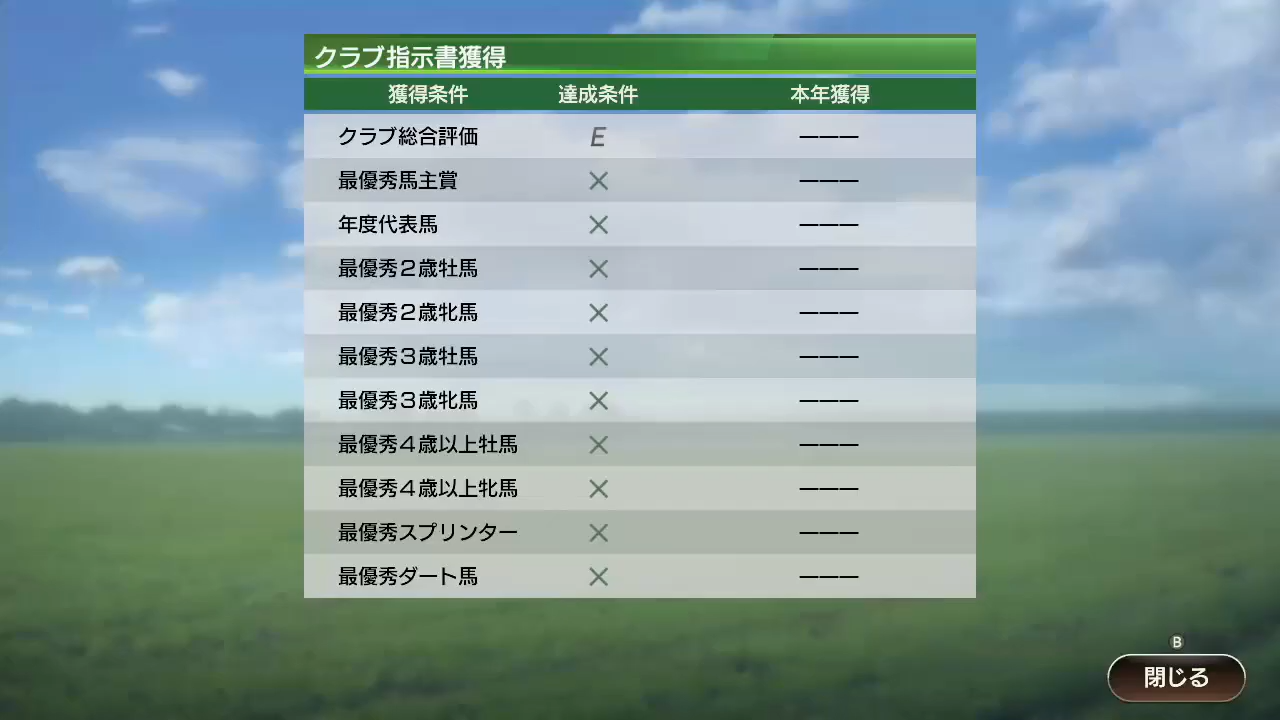 クラブ指示書獲得
獲得条件 達成条件 本年獲得
クラブ総合評価 E ———
最優秀馬主賞 × ———
年度代表馬 × ———
最優秀２歳牡馬 × ———
最優秀２歳牝馬 × ———
最優秀３歳牡馬 × ———
最優秀３歳牝馬 × ———
最優秀４歳以上牡馬 × ———
最優秀４歳以上牝馬 × ———
最優秀スプリンター × ———
最優秀ダート馬 × ———
B
閉じる